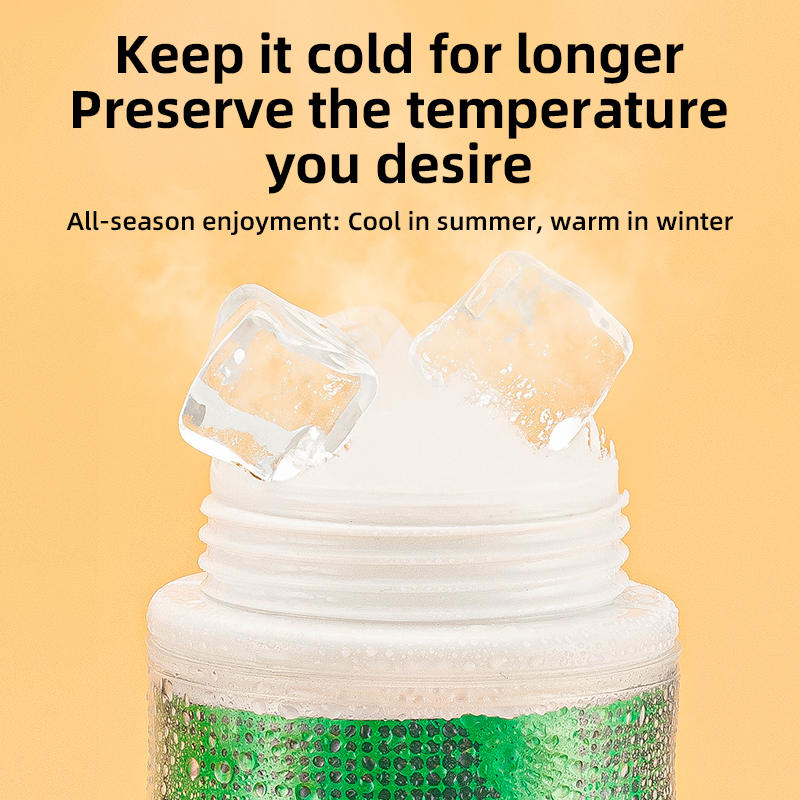 Keep it cold for longer
Preserve the temperature
you desire
All-season enjoyment: Cool in summer, warm in winter